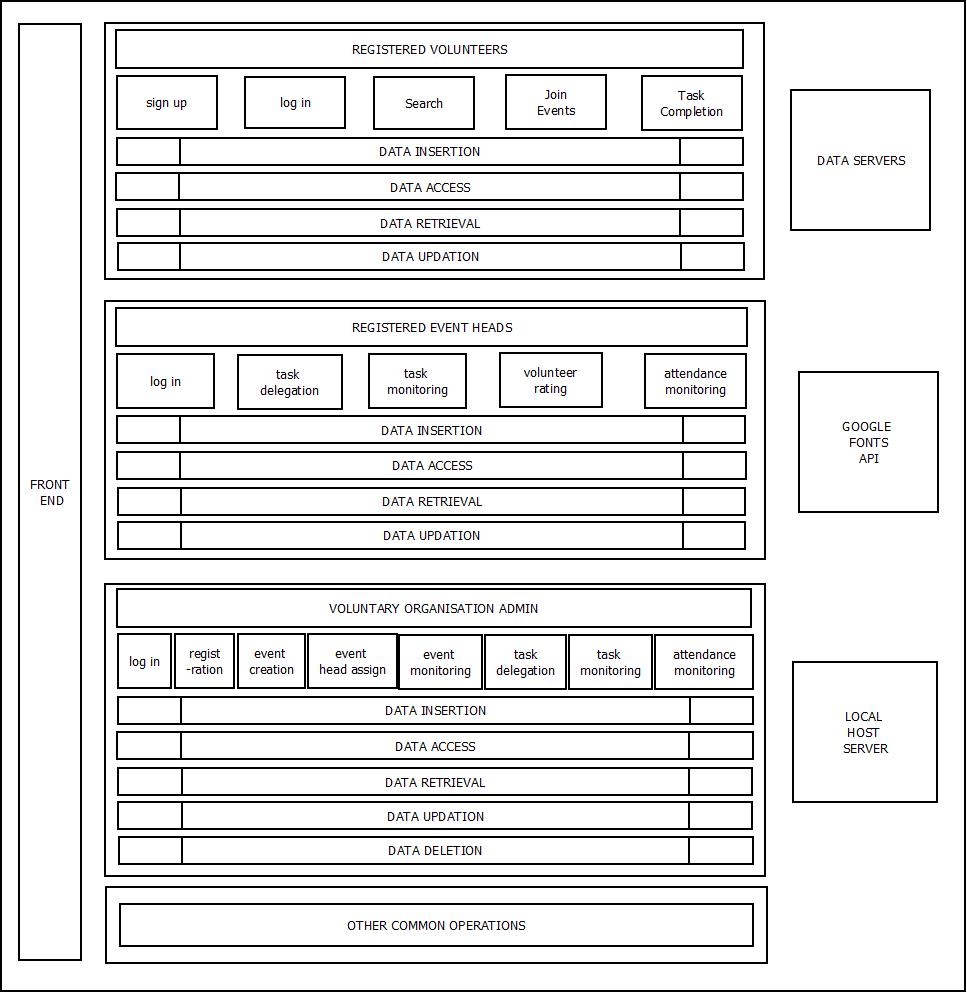 FRONT
END
REGISTERED VOLUNTEERS
sign up
log in
Search
Join
Events
Task
Completion
DATA INSERTION
DATA ACCESS
DATA RETRIEVAL
DATA UPDATION
REGISTERED EVENT HEADS
log in
task
delegation
task
monitoring
volunteer
rating
attendance
monitoring
DATA INSERTION
DATA ACCESS
DATA RETRIEVAL
DATA UPDATION
VOLUNTARY ORGANISATION ADMIN
log in
regist
-ration
event
creation
event
head assign
event
monitoring
task
delegation
task
monitoring
attendance
monitoring
DATA INSERTION
DATA ACCESS
DATA RETRIEVAL
DATA UPDATION
DATA DELETION
OTHER COMMON OPERATIONS
DATA SERVERS
GOOGLE
FONTS
API
LOCAL
HOST
SERVER